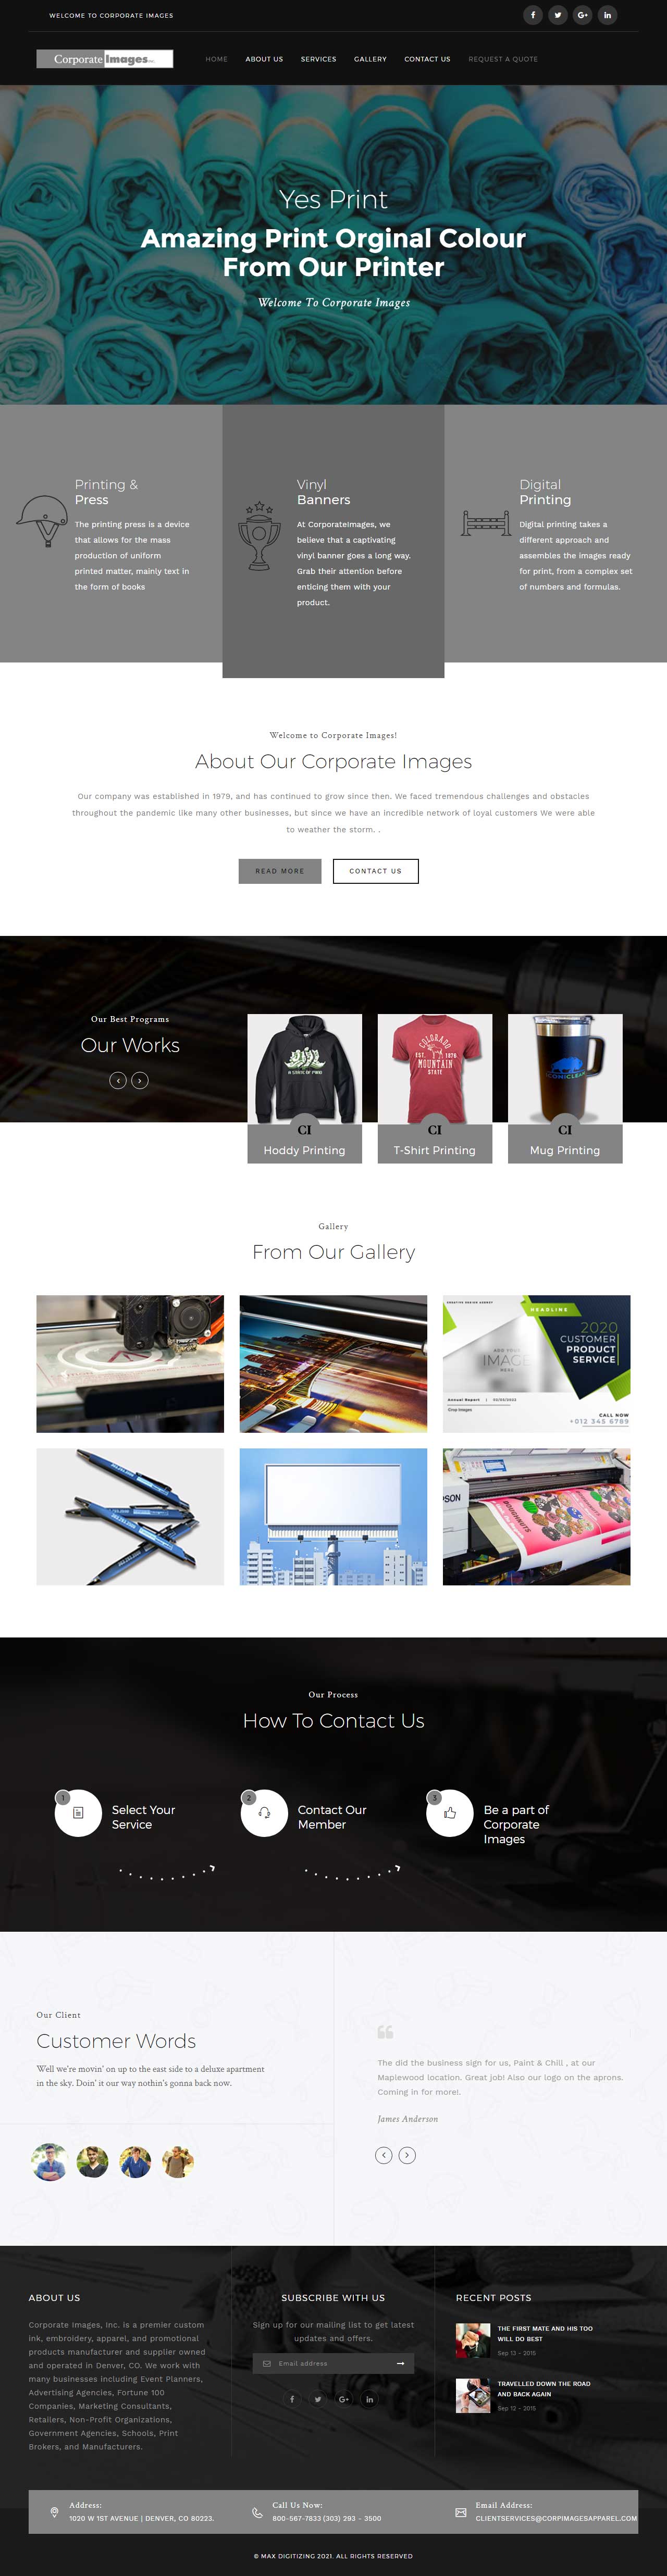 WELCOME TO CORPORATE IMAGES
Corporate Images
HOME ABOUT US SERVICES GALLERY CONTACT US REQUEST A QUOTE
Yes Print
Amazing Print Orginal Colour
From Our Printer
Welcome To Corporate Images
Printing &
Press
The printing press is a device
that allows for the mass
production of uniform
printed matter, mainly text in
the form of books
Vinyl
Banners
At CorporateImages, we
believe that a captivating
vinyl banner goes a long way.
Grab their attention before
enticing them with your
product.
Digital
Printing
Digital printing takes a
different approach and
assembles the images ready
for print, from a complex set
of numbers and formulas.
Welcome to Corporate Images!
About Our Corporate Images
Our company was established in 1979, and has continued to grow since then. We faced tremendous challenges and obstacles
throughout the pandemic like many other businesses, but since we have an incredible network of loyal customers We were able
to weather the storm. .
READ MORE
CONTACT US
Our Best Programs
Our Works
COLORADO
EST. 1876
MOUNTAIN
STATE
CI
Hoddy Printing
CI
T-Shirt Printing
CI
Mug Printing
Gallery
From Our Gallery
HEADLINE
2020
CUSTOMER
PRODUCT
SERVICE
ADD YOUR
IMAGE
HERE
Annual Report
CALL NOW
+012 345 6789
Our Process
How To Contact Us
1
Select Your
Service
2
Contact Our
Member
3
Be a part of
Corporate
Images
Our Client
Customer Words
Well we're movin' on up to the east side to a deluxe apartment
in the sky. Doin' it our way nothin's gonna back now.
The did the business sign for us, Paint & Chill , at our
Maplewood location. Great job! Also our logo on the aprons.
Coming in for more!.
James Anderson
ABOUT US
Corporate Images, Inc. is a premier custom
ink, embroidery, apparel, and promotional
products manufacturer and supplier owned
and operated in Denver, CO. We work with
many businesses including Event Planners,
Advertising Agencies, Fortune 100
Companies, Marketing Consultants,
Retailers, Non-Profit Organizations,
Government Agencies, Schools, Print
Brokers, and Manufacturers.
SUBSCRIBE WITH US
Sign up for our mailing list to get latest
updates and offers.
Email address
RECENT POSTS
THE FIRST MATE AND HIS TOO
WILL DO BEST
Sep 13 - 2015
TRAVELLED DOWN THE ROAD
AND BACK AGAIN
Sep 12 - 2015
Address:
1020 W 1ST AVENUE | DENVER, CO 80223.
Call Us Now:
800-567-7833 (303) 293 - 3500
Email Address:
CLIENTSERVICES@CORPIMAGESAPPAREL.COM
© MAX DIGITIZING 2021. ALL RIGHTS RESERVED